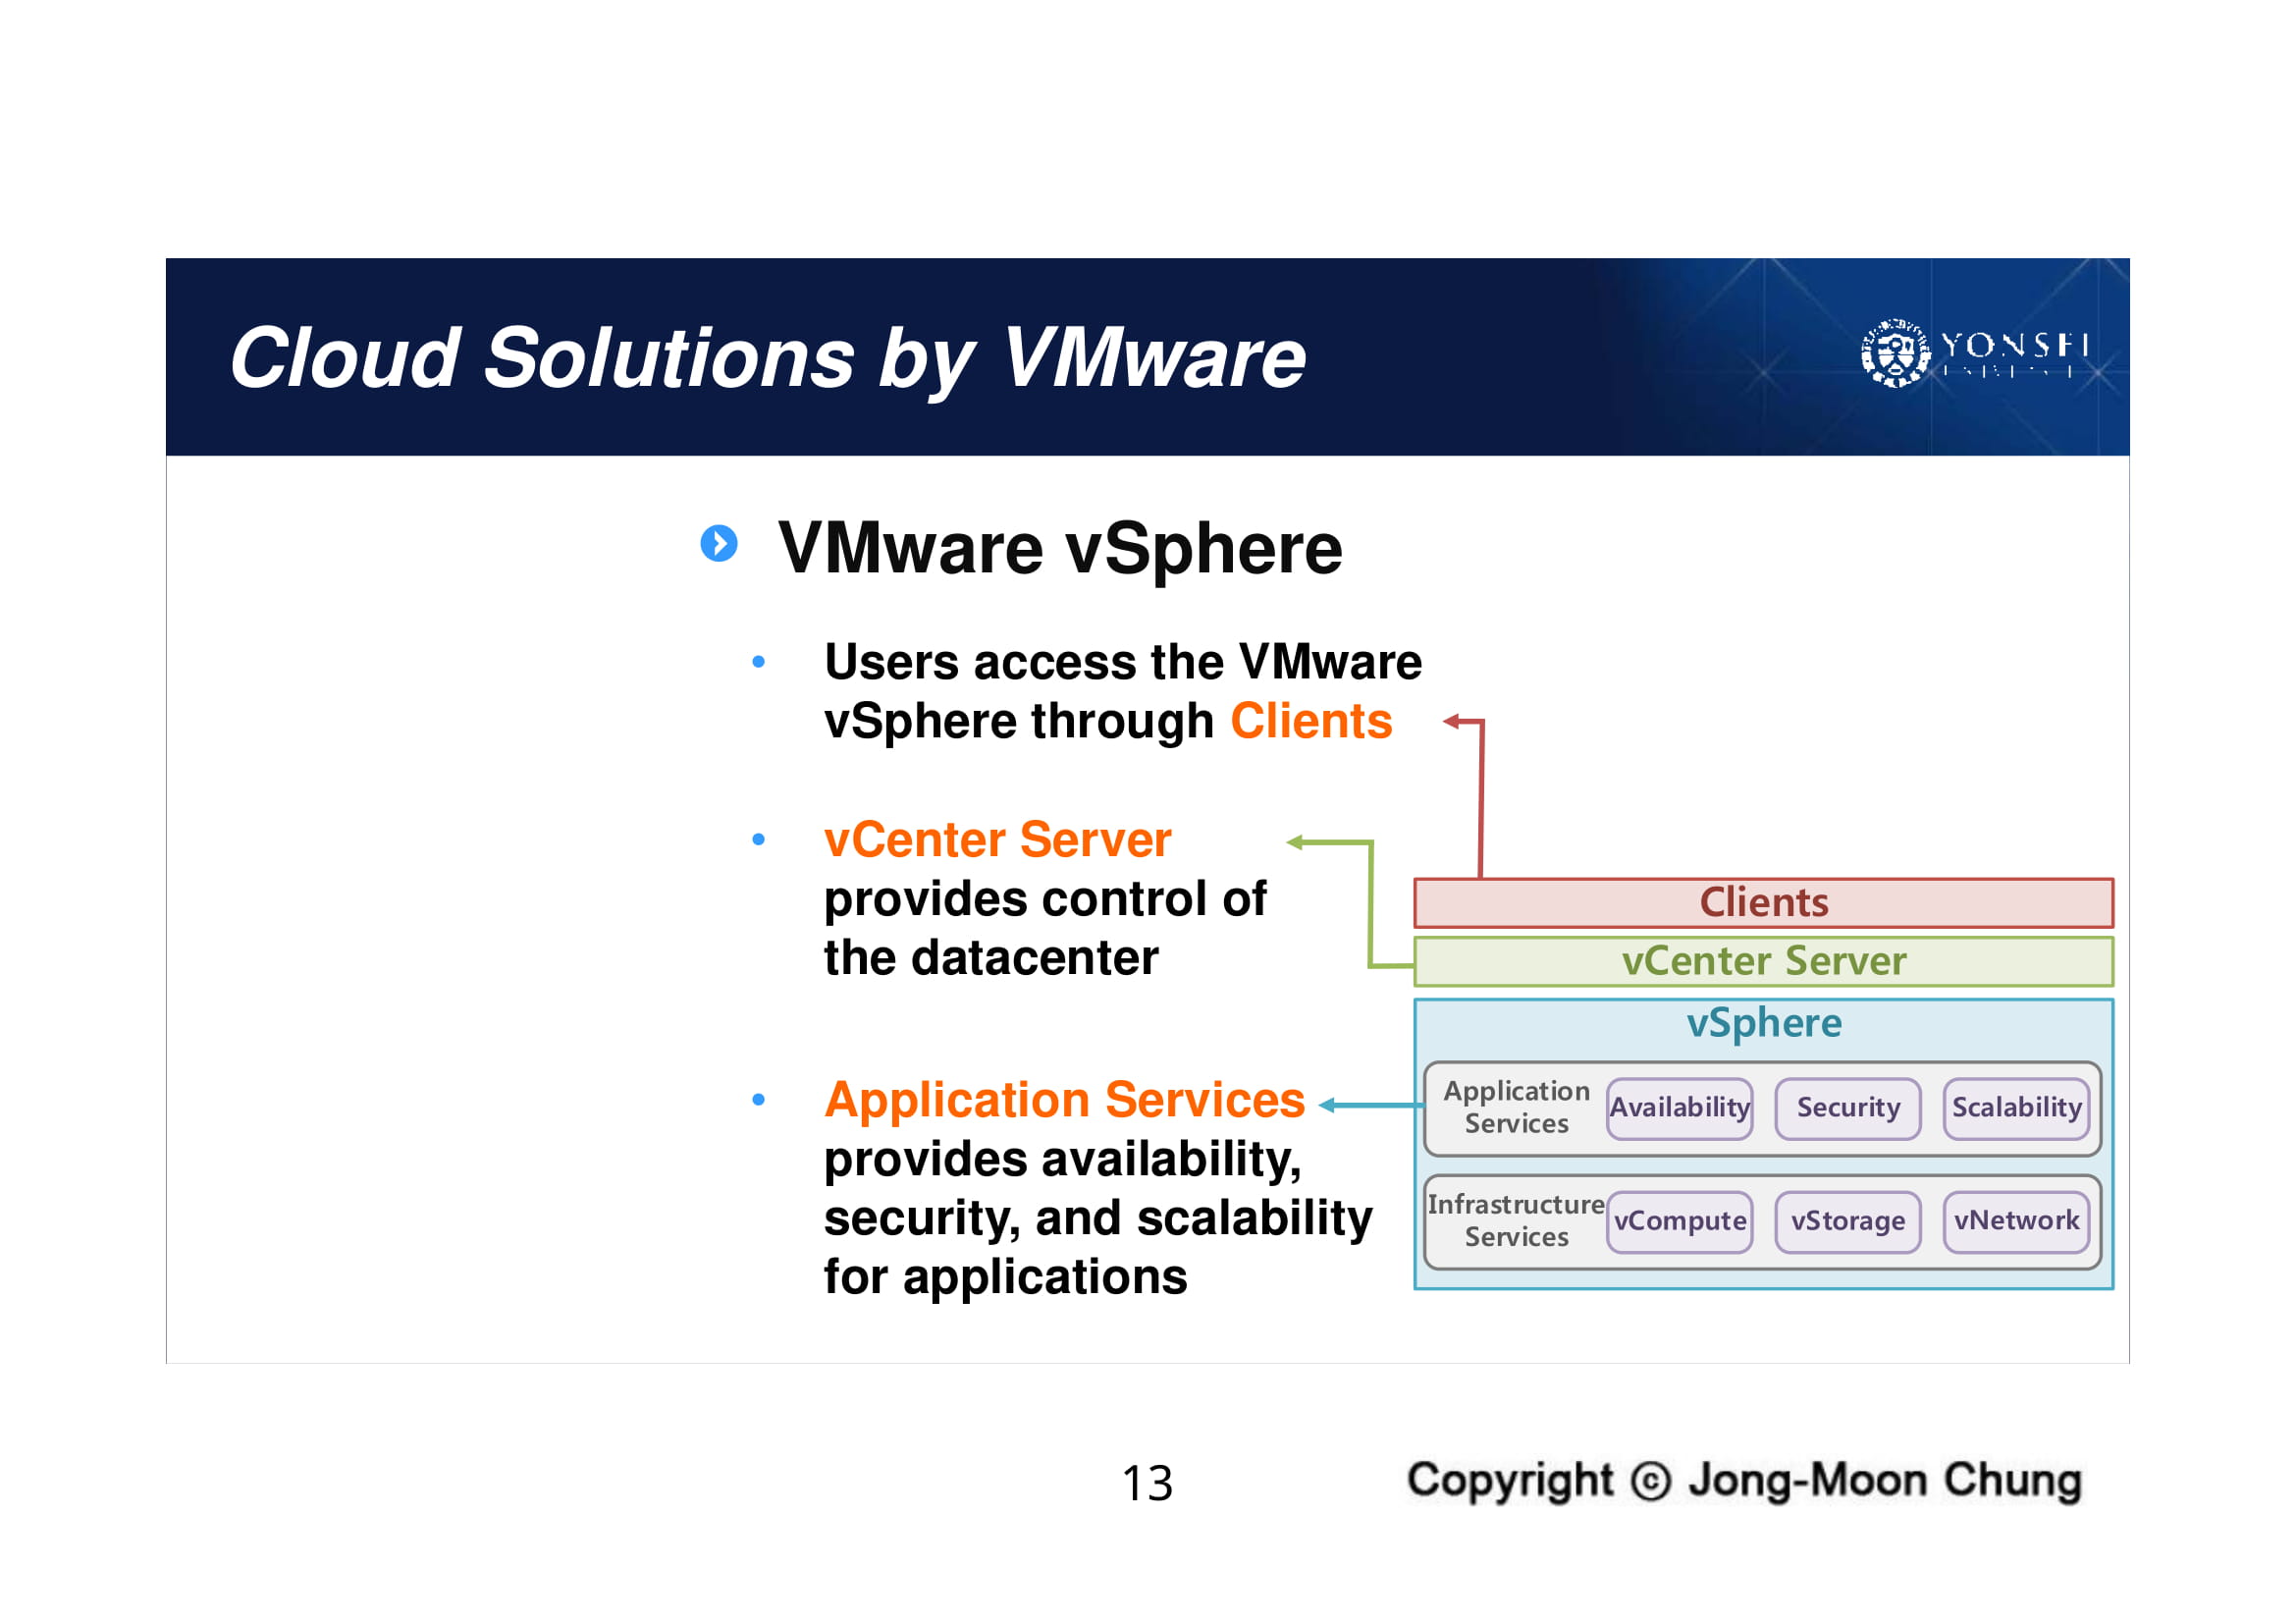 Cloud Solutions by VMware
YONSEI
VMware vSphere
• Users access the VMware
vSphere through Clients
• vCenter Server
provides control of
the datacenter
• Application Services
provides availability,
security, and scalability
for applications
Clients
vCenter Server
vSphere
Application
Services
Availability
Security
Scalability
Infrastructure
Services
vCompute
vStorage
vNetwork
13
Copyright © Jong-Moon Chung